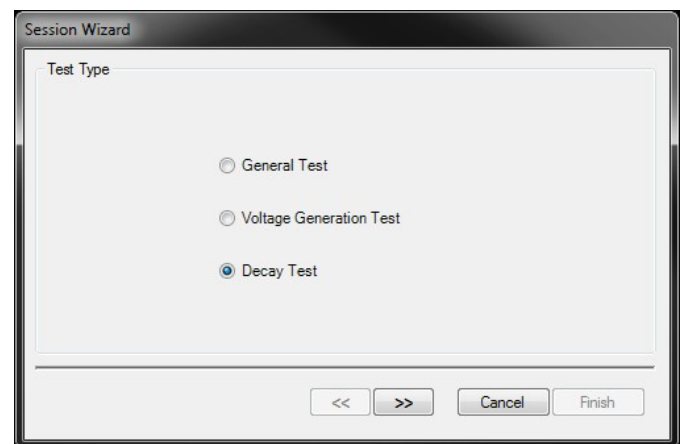 Session Wizard
Test Type
General Test
Voltage Generation Test
Decay Test
<< >> Cancel Finish